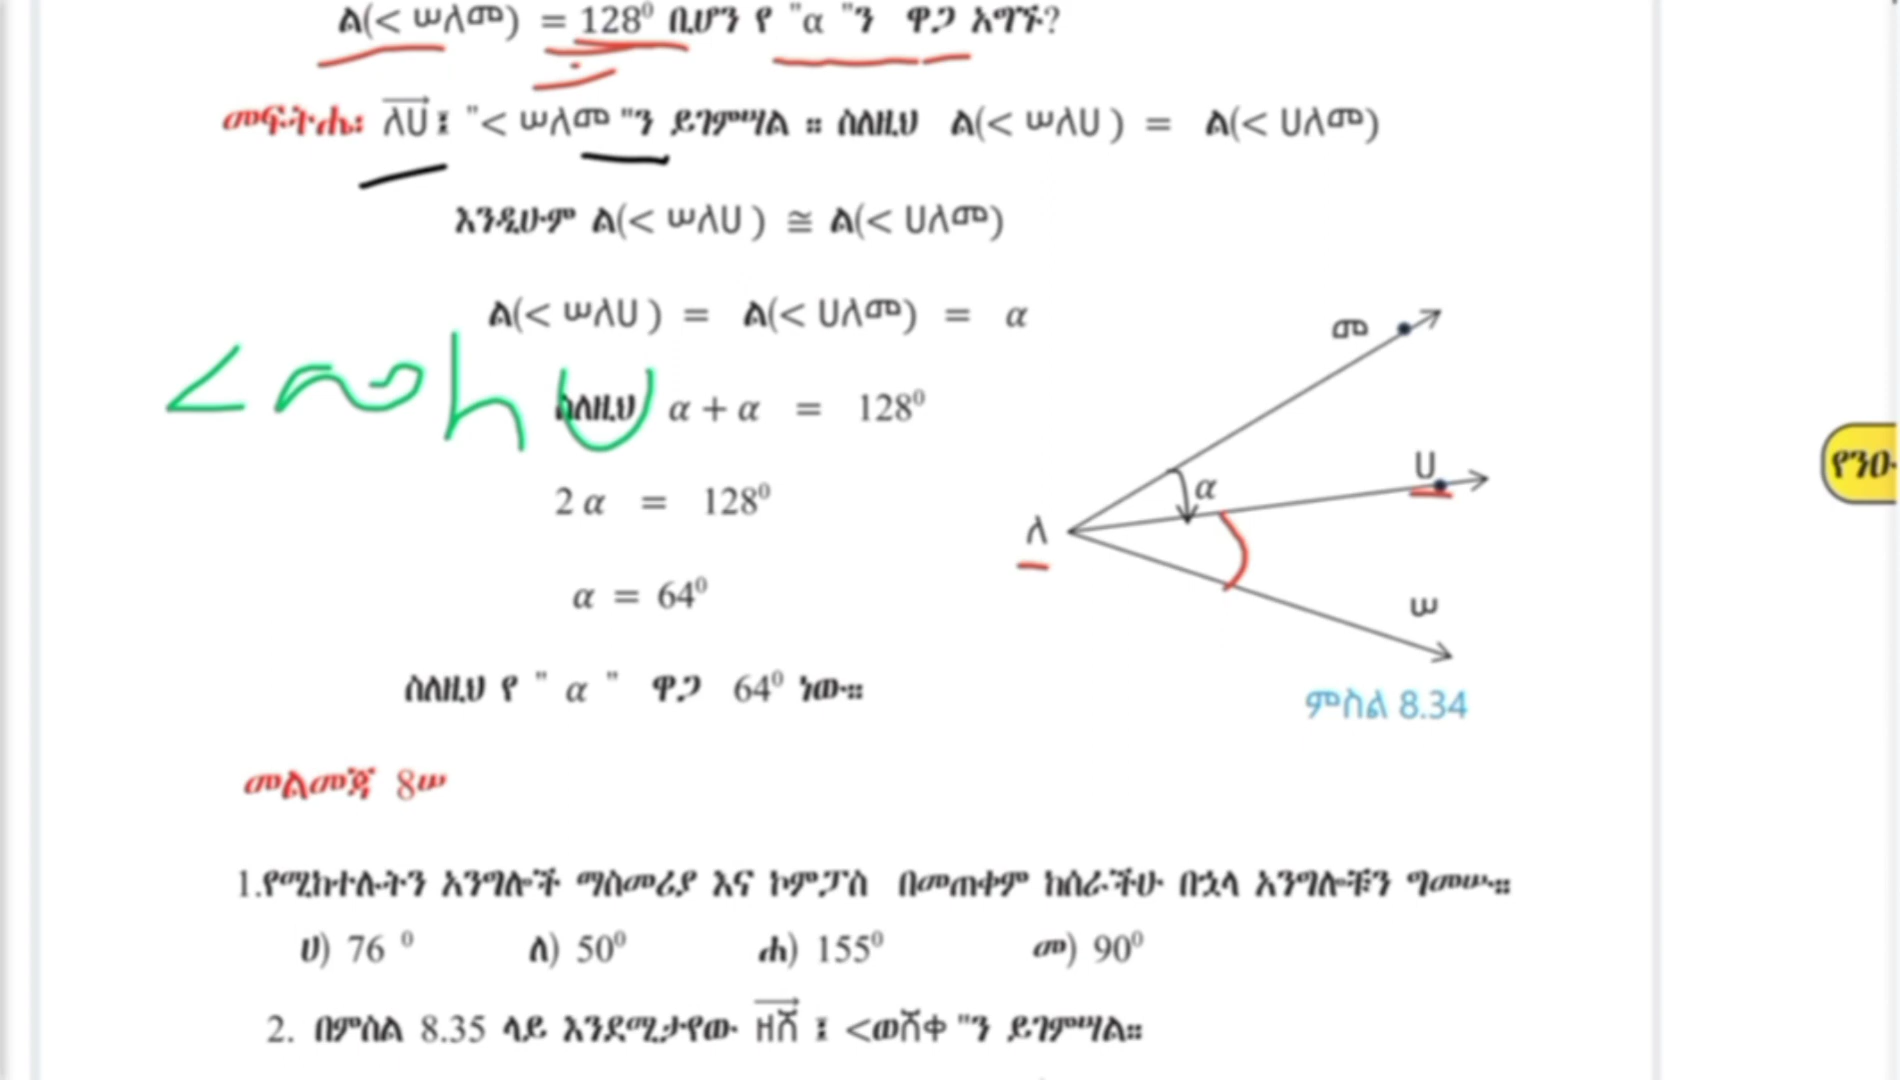 ል(< ሠለመ) = 128⁰ ቢሆን የ "α "ን ዋጋ አግኙ?
መፍትሔ፡ ለሀ ፤ "< ሠለመ "ን ይገምሣል ። ስለዚህ ል(< ሠለሀ ) = ል(< ሀለመ)
እንዲሁም ል(< ሠለሀ ) ≅ ል(< ሀለመ)
ል(< ሠለሀ ) = ል(< ሀለመ) = α
< መለሀ
ስለዚህ α + α = 128⁰
2 α = 128⁰
α = 64⁰
ስለዚህ የ " α " ዋጋ 64⁰ ነው።
መ
ሀ
α
ለ
ሠ
ምስል 8.34
የንዑ
መልመጃ 8ሠ
1.የሚከተሉትን አንግሎች ማስመሪያ እና ኮምፓስ በመጠቀም ከሰራችሁ በኋላ አንግሎቹን ግመሡ።
ሀ) 76 ⁰ ለ) 50⁰ ሐ) 155⁰ መ) 90⁰
2. በምስል 8.35 ላይ እንደሚታየው ዘሸ ፤ <ወሸቀ "ን ይገምሣል።